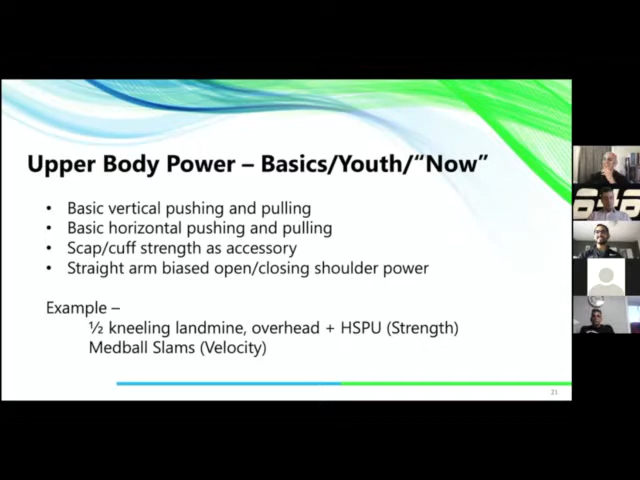 Upper Body Power – Basics/Youth/“Now”
• Basic vertical pushing and pulling
• Basic horizontal pushing and pulling
• Scap/cuff strength as accessory
• Straight arm biased open/closing shoulder power
Example –
½ kneeling landmine, overhead + HSPU (Strength)
Medball Slams (Velocity)
21